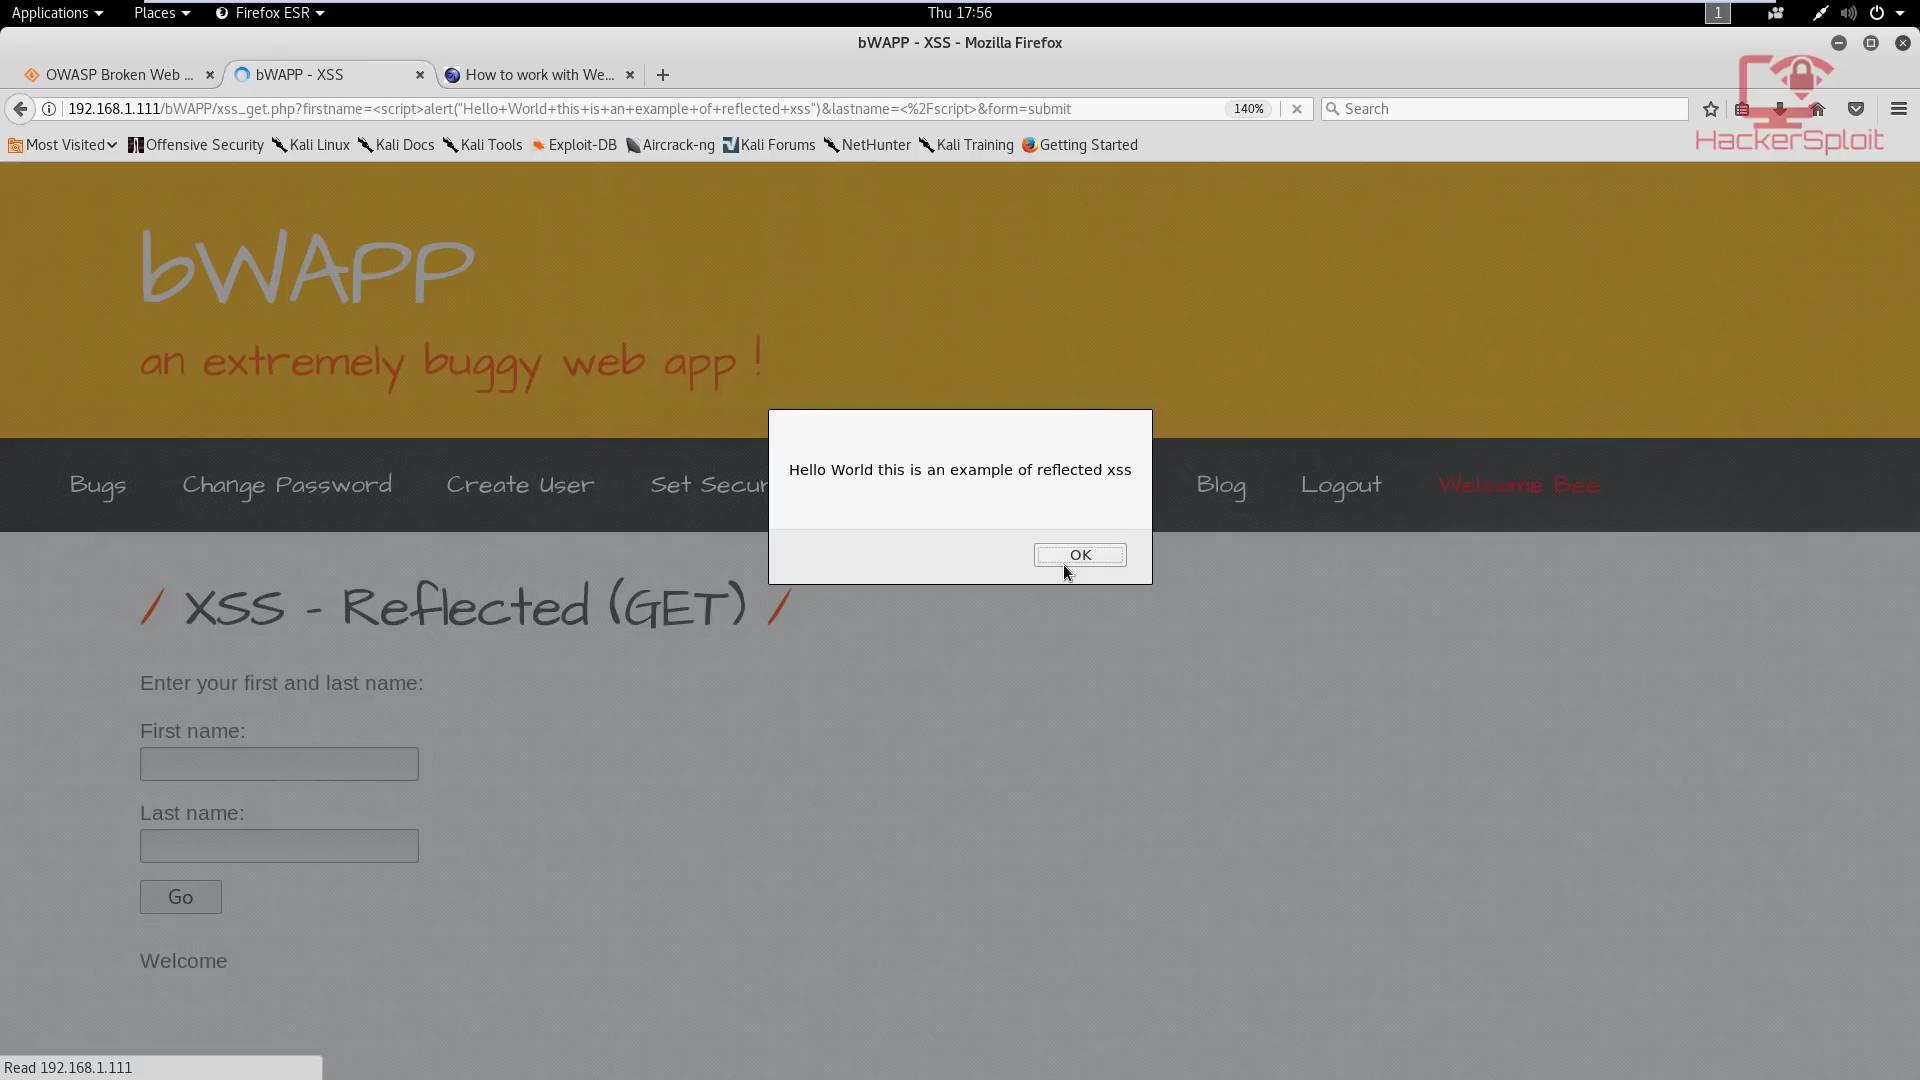 Applications Places Firefox ESR Thu 17:56 1
bWAPP - XSS - Mozilla Firefox
OWASP Broken Web ... bWAPP - XSS How to work with We...
192.168.1.111/bWAPP/xss_get.php?firstname=<script>alert("Hello+World+this+is+an+example+of+reflected+xss")&lastname=<%2Fscript>&form=submit 140% Search
HackerSploit
Most Visited Offensive Security Kali Linux Kali Docs Kali Tools Exploit-DB Aircrack-ng Kali Forums NetHunter Kali Training Getting Started
bWAPP
an extremely buggy web app !
Hello World this is an example of reflected xss
Bugs Change Password Create User Set Secur Blog Logout Welcome Bee
OK
/ XSS - Reflected (GET) /
Enter your first and last name:
First name:
Last name:
Go
Welcome
Read 192.168.1.111